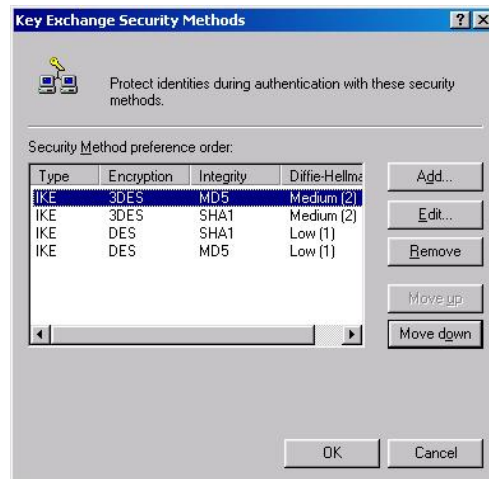 Key Exchange Security Methods
Protect identities during authentication with these security
methods.
Security Method preference order:
Type Encryption Integrity Diffie-Hellma
IKE 3DES MD5 Medium (2)
IKE 3DES SHA1 Medium (2)
IKE DES SHA1 Low (1)
IKE DES MD5 Low (1)
Add...
Edit...
Remove
Move up
Move down
OK Cancel